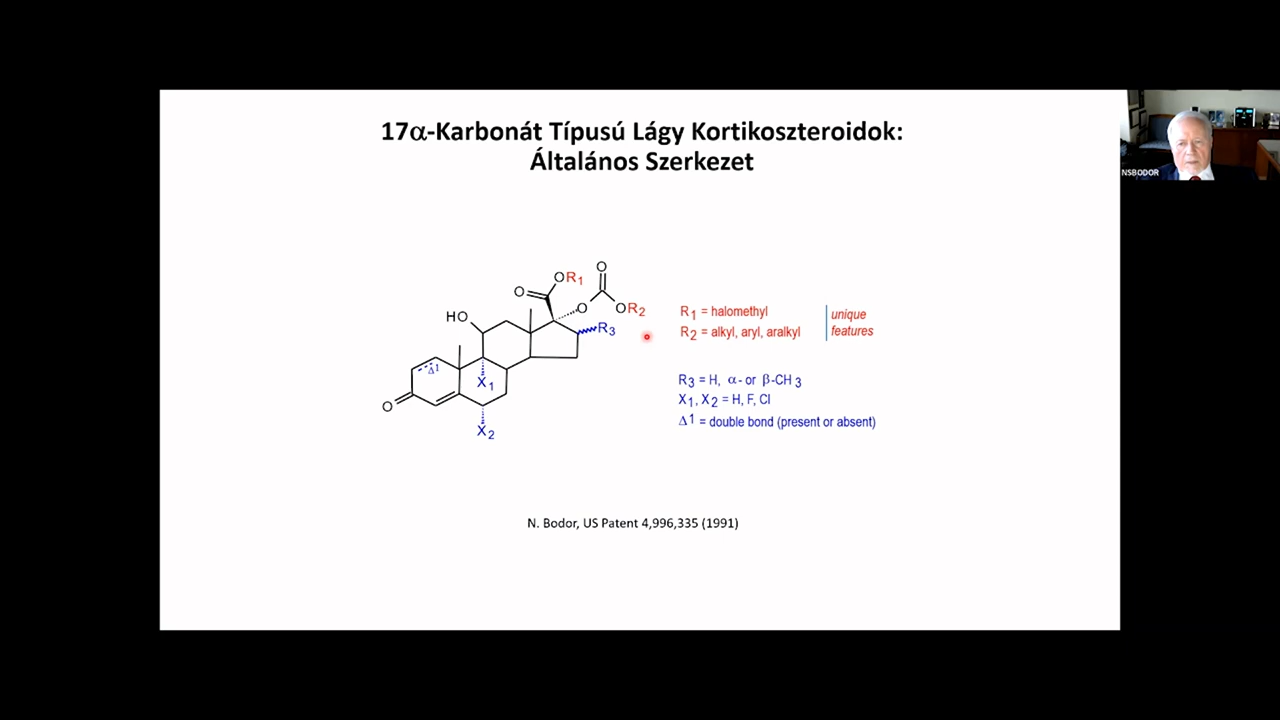 17α-Karbonát Típusú Lágy Kortikoszteroidok:
Általános Szerkezet
NSBODOR
O
OR1
O
O
OR2
HO
R3
Δ1
X1
O
X2
R1 = halomethyl
R2 = alkyl, aryl, aralkyl
unique
features
R3 = H, α- or β-CH3
X1, X2 = H, F, Cl
Δ1 = double bond (present or absent)
N. Bodor, US Patent 4,996,335 (1991)